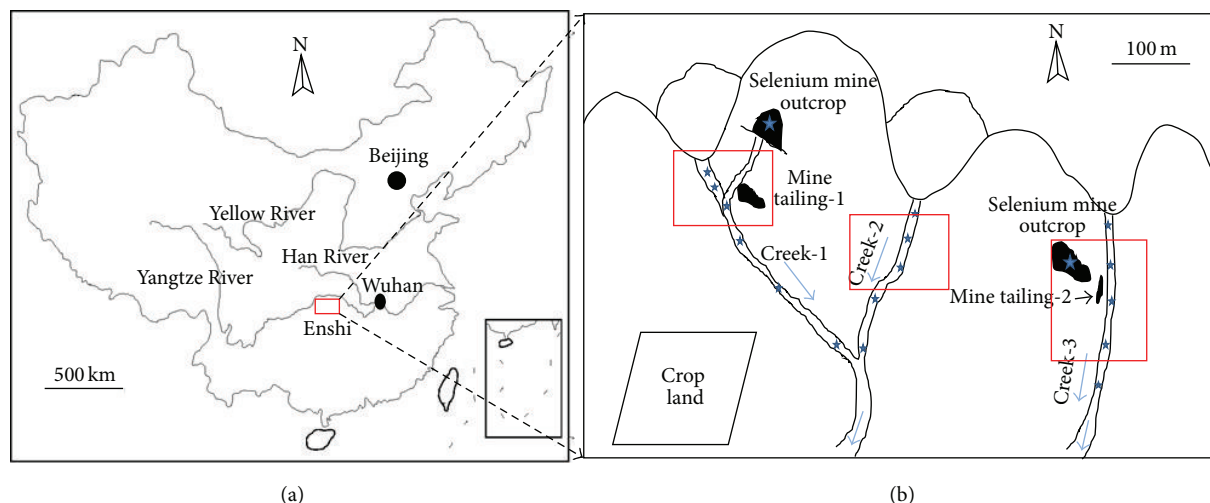 N
Beijing
Yellow River
Han River
Yangtze River
Wuhan
Enshi
500 km
(a)
N
100 m
Selenium mine
outcrop
Mine
tailing-1
Creek-1
Creek-2
Selenium mine
outcrop
Mine tailing-2
Creek-3
Crop
land
(b)